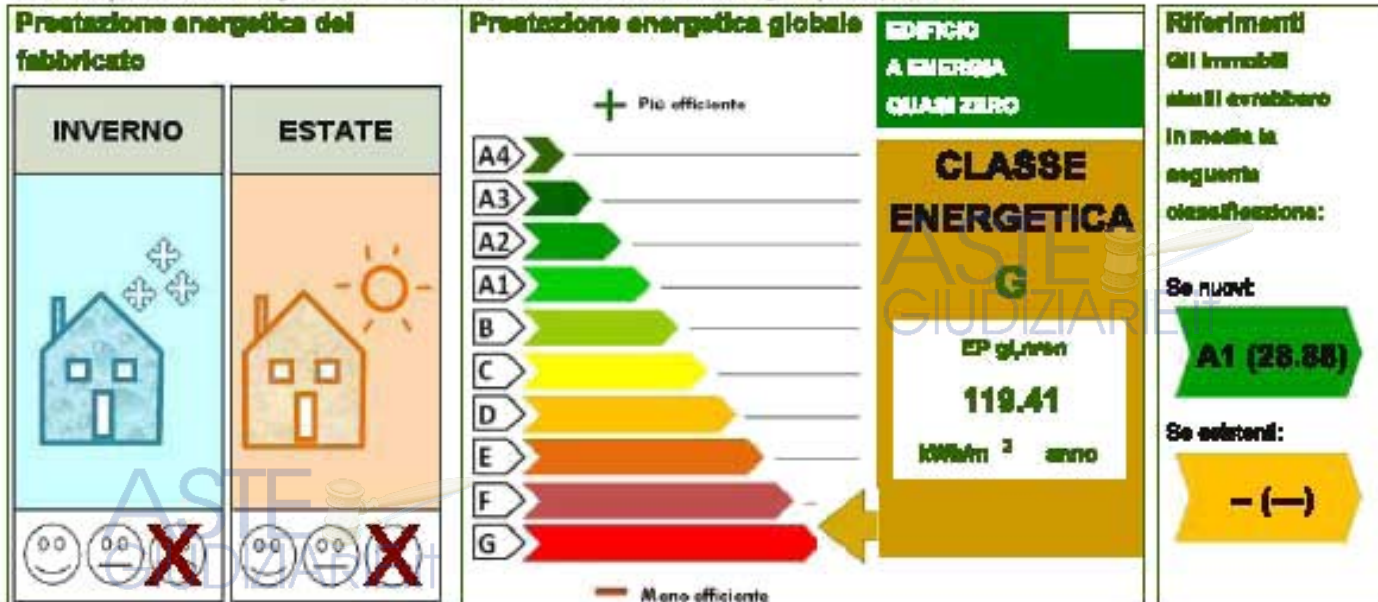 Prestazione energetica del
fabbricato
INVERNO
ESTATE
Prestazione energetica globale
Più efficiente
A4
A3
A2
A1
B
C
D
E
F
G
Meno efficiente
EDIFICIO
A ENERGIA
QUASI ZERO
CLASSE
ENERGETICA
G
EP gl,nren
119.41
kWh/m² anno
Riferimenti
Gli immobili
simili avrebbero
in media la
seguente
classificazione:
Se nuovi:
A1 (28.88)
Se esistenti:
– (—)
ASTE
GIUDIZIARIE.it
ASTE
GIUDIZIARIE.it